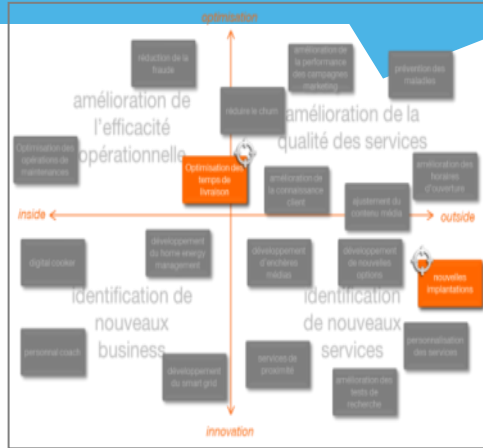 optimisation
réduction de la
fraude
amélioration de
la performance
des campagnes
marketing
prévention des
maladies
amélioration de
l'efficacité
opérationnelle
réduire le churn
amélioration de la
qualité des services
Optimisation des
opérations de
maintenances
Optimisation des
temps de
livraison
amélioration de
la connaissance
client
ajustement du
contenu média
amélioration des
horaires
d'ouverture
inside
outside
digital cooker
développement
du home energy
management
développement
d'enchères
médias
développement
de nouvelles
options
nouvelles
implantations
identification de
nouveaux
business
identification
de nouveaux
services
personnal coach
développement
du smart grid
services de
proximité
amélioration des
tests de
recherche
personnalisation
des services
innovation